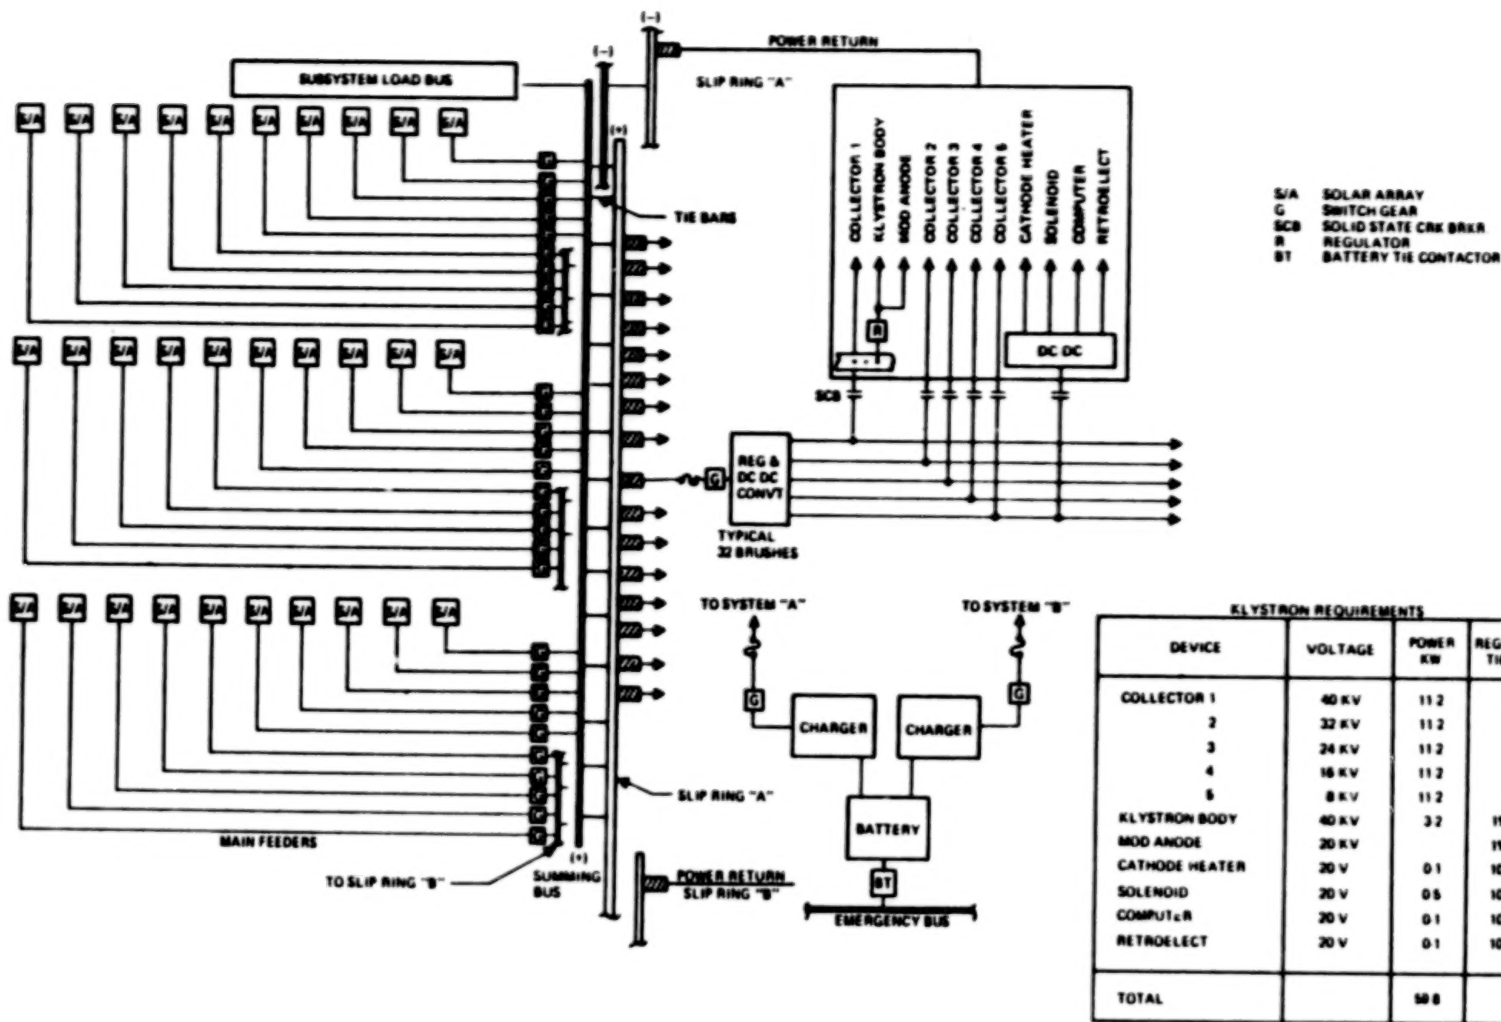 (−)
(−)
POWER RETURN
SUBSYSTEM LOAD BUS
SLIP RING "A"
S/A S/A S/A S/A S/A S/A S/A S/A S/A S/A
(+)
COLLECTOR 1
KLYSTRON BODY
MOD ANODE
COLLECTOR 2
COLLECTOR 3
COLLECTOR 4
COLLECTOR 5
CATHODE HEATER
SOLENOID
COMPUTER
RETROELECT
S/A SOLAR ARRAY
G SWITCH GEAR
SCB SOLID STATE CRK BRKR
R REGULATOR
BT BATTERY TIE CONTACTOR
TIE BARS
R
DC DC
SCB
S/A S/A S/A S/A S/A S/A S/A S/A S/A S/A
G
REG &
DC DC
CONVT
TYPICAL
32 BRUSHES
S/A S/A S/A S/A S/A S/A S/A S/A S/A S/A
TO SYSTEM "A"
TO SYSTEM "B"
G
G
CHARGER
CHARGER
SLIP RING "A"
BATTERY
BT
EMERGENCY BUS
MAIN FEEDERS
TO SLIP RING "B"
(+)
SUMMING
BUS
POWER RETURN
SLIP RING "B"
KLYSTRON REQUIREMENTS
DEVICE VOLTAGE POWER KW
COLLECTOR 1 40 KV 11.2
2 32 KV 11.2
3 24 KV 11.2
4 16 KV 11.2
5 8 KV 11.2
KLYSTRON BODY 40 KV 3.2
MOD ANODE 20 KV
CATHODE HEATER 20 V 0.1
SOLENOID 20 V 0.5
COMPUTER 20 V 0.1
RETROELECT 20 V 0.1
TOTAL 59.8